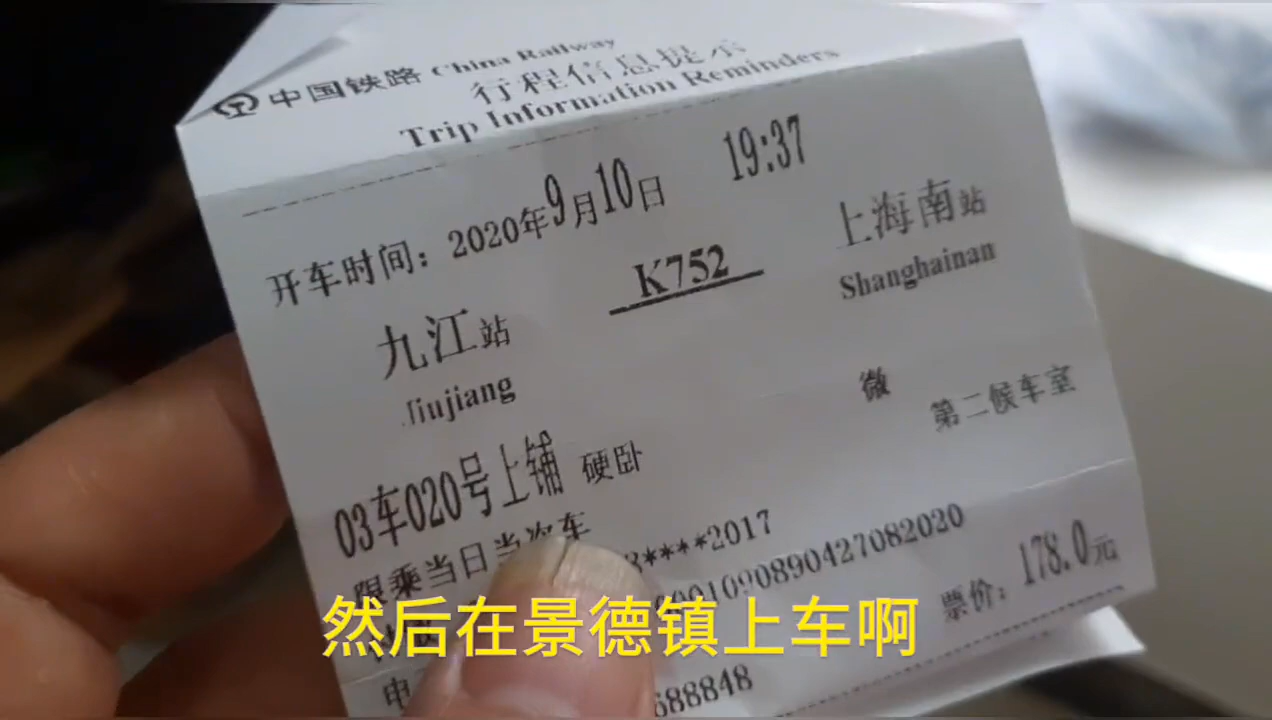 中国铁路 China Railway
行程信息提示
Trip Information Reminders
开车时间：2020年9月10日 19:37
九江站 K752 上海南站
Jiujiang Shanghainan
微 第二候车室
03车020号上铺 硬卧
限乘当日当次车
3****2017
票价：178.0元
688848
然后在景德镇上车啊